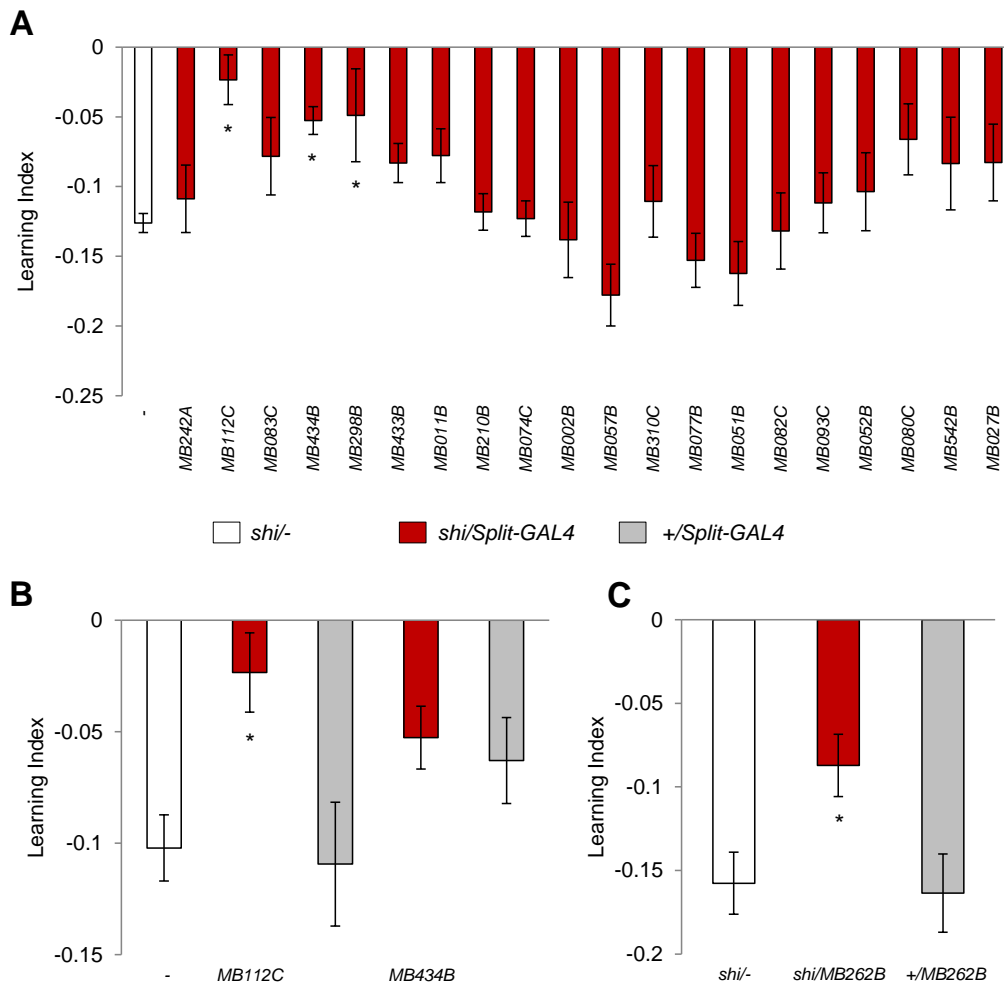 A
0
-0.05
-0.1
-0.15
-0.2
-0.25
Learning Index
*
*
*
-
MB242A
MB112C
MB083C
MB434B
MB298B
MB433B
MB011B
MB210B
MB074C
MB002B
MB057B
MB310C
MB077B
MB051B
MB082C
MB093C
MB052B
MB080C
MB542B
MB027B
shi/- shi/Split-GAL4 +/Split-GAL4
B
0
-0.05
-0.1
-0.15
Learning Index
*
- MB112C MB434B
C
0
-0.05
-0.1
-0.15
-0.2
Learning Index
*
shi/- shi/MB262B +/MB262B